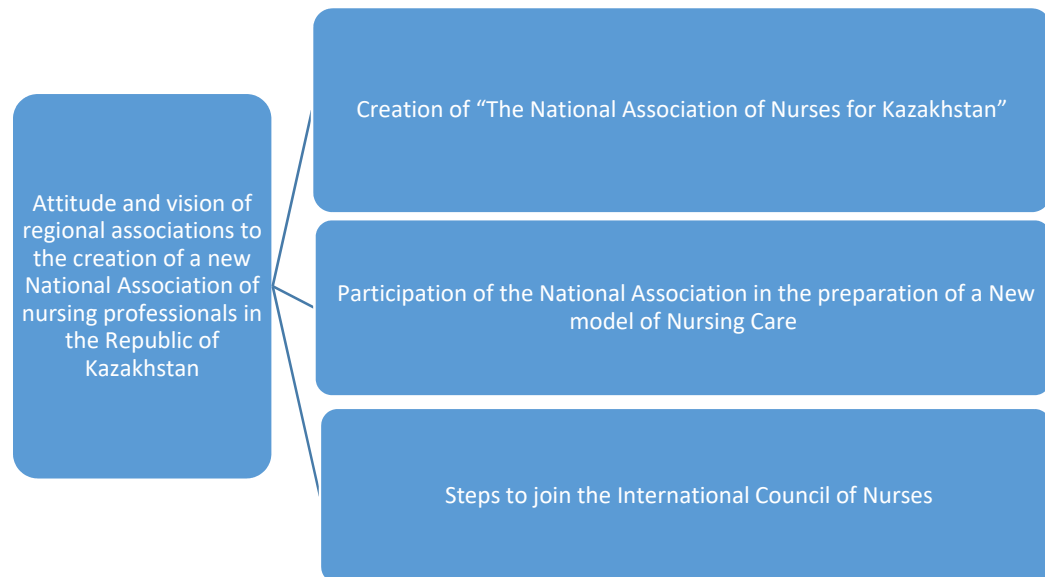 Attitude and vision of
regional associations to
the creation of a new
National Association of
nursing professionals in
the Republic of
Kazakhstan
Creation of “The National Association of Nurses for Kazakhstan”
Participation of the National Association in the preparation of a New
model of Nursing Care
Steps to join the International Council of Nurses